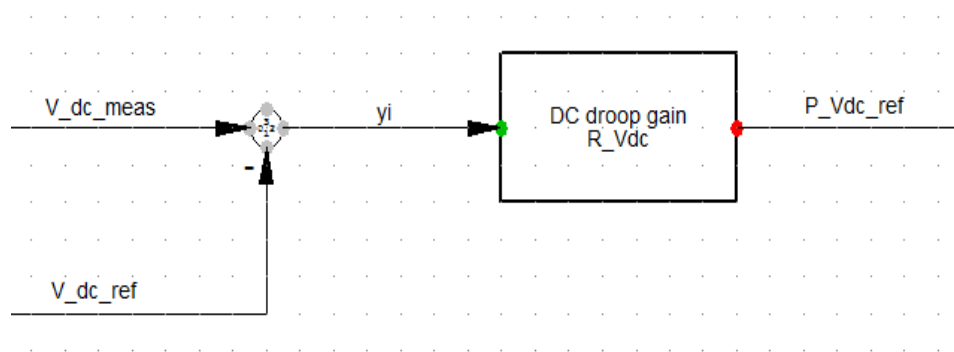 V_dc_meas
yi
DC droop gain
R_Vdc
P_Vdc_ref
-
V_dc_ref